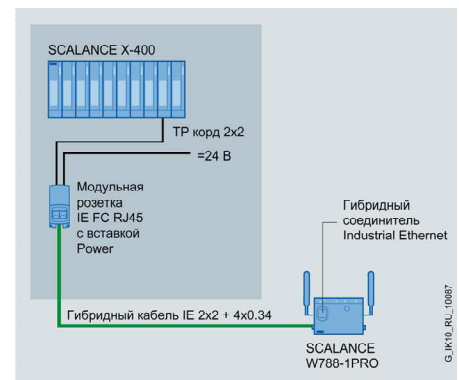 SCALANCE X-400
ТР корд 2x2
=24 В
Модульная
розетка
IE FC RJ45
с вставкой
Power
Гибридный
соединитель
Industrial Ethernet
Гибридный кабель IE 2x2 + 4x0.34
SCALANCE
W788-1PRO
G_IK10_RU_10087